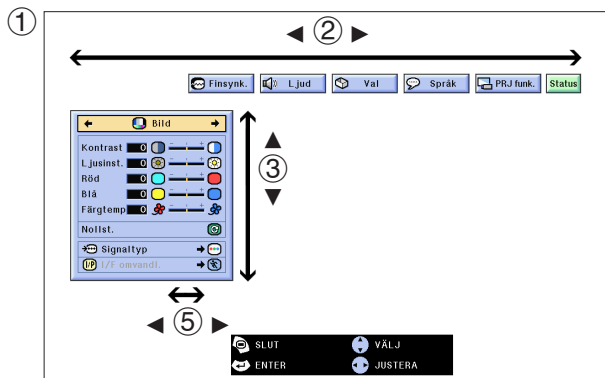 ①
◄ ② ►
Finsynk. Ljud Val Språk PRJ funk. Status
Bild
Kontrast 0
Ljusinst. 0
Röd 0
Blå 0
Färgtemp 0
Nollst.
Signaltyp
I/P I/F omvandl.
▲
③
▼
◄ ⑤ ►
SLUT VÄLJ
ENTER JUSTERA